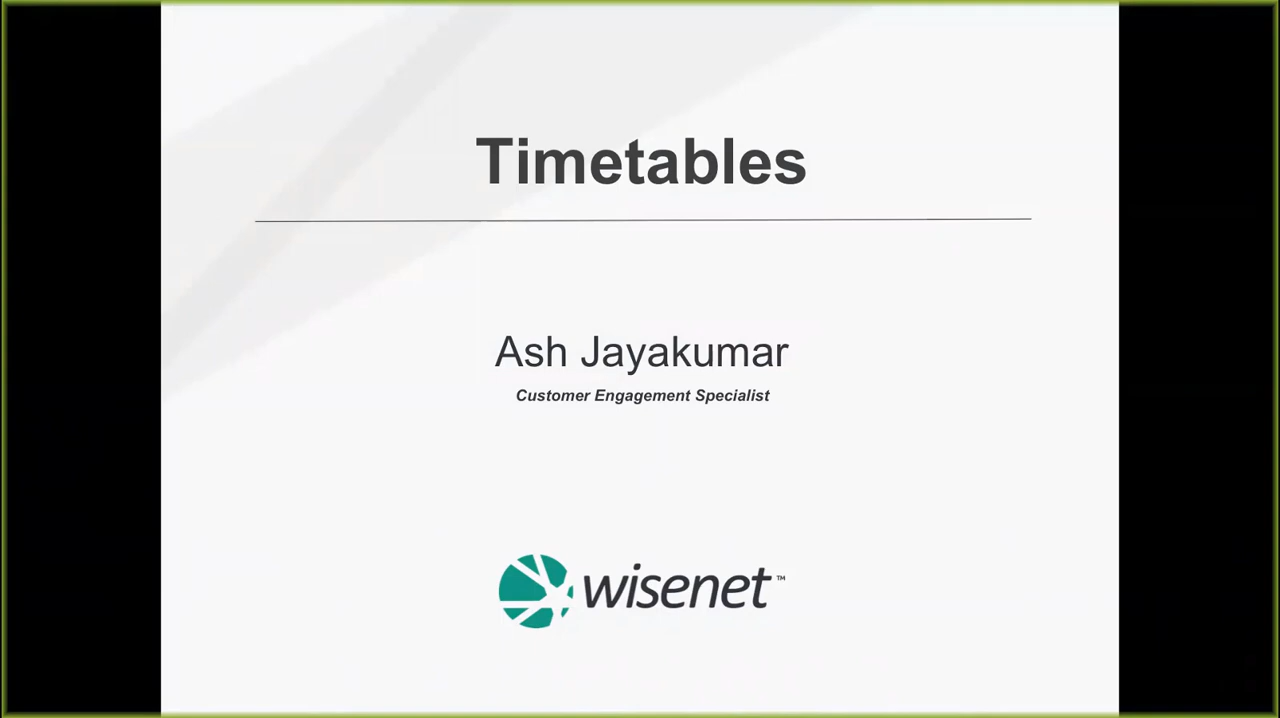 Timetables
Ash Jayakumar
Customer Engagement Specialist
wisenet™